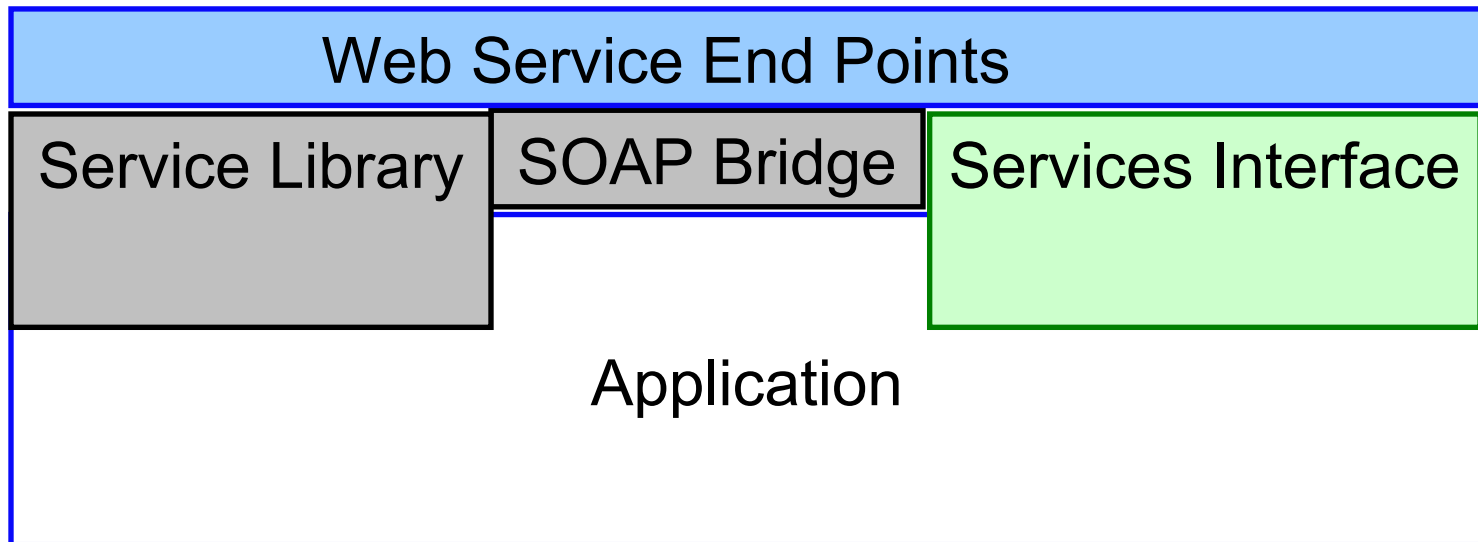 Web Service End Points
Service Library
SOAP Bridge
Services Interface
Application